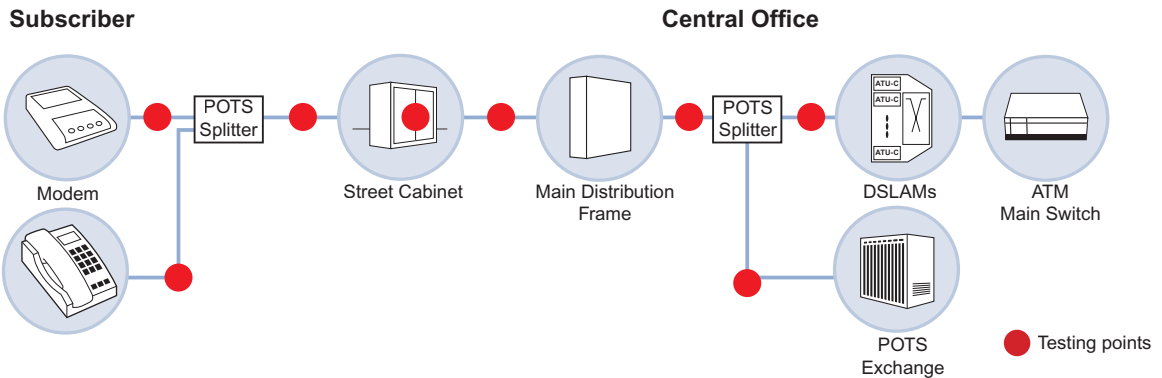 Subscriber
Central Office
POTS
Splitter
POTS
Splitter
ATU-C
ATU-C
ATU-C
Modem
Street Cabinet
Main Distribution
Frame
DSLAMs
ATM
Main Switch
POTS
Exchange
Testing points